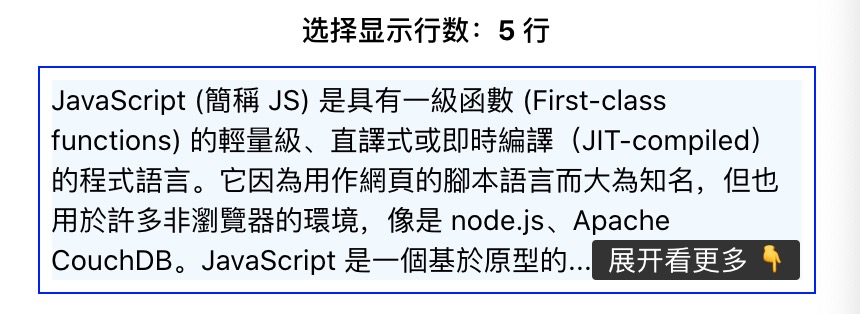 选择显示行数：5 行
JavaScript (簡稱 JS) 是具有一級函數 (First-class
functions) 的輕量級、直譯式或即時編譯（JIT-compiled）
的程式語言。它因為用作網頁的腳本語言而大為知名，但也
用於許多非瀏覽器的環境，像是 node.js、Apache
CouchDB。JavaScript 是一個基於原型的...展开看更多 👇